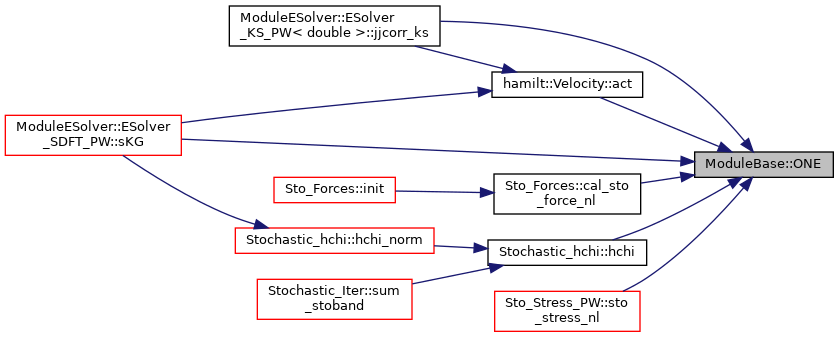 ModuleESolver::ESolver
_KS_PW< double >::jjcorr_ks
hamilt::Velocity::act
ModuleESolver::ESolver
_SDFT_PW::sKG
ModuleBase::ONE
Sto_Forces::init
Sto_Forces::cal_sto
_force_nl
Stochastic_hchi::hchi_norm
Stochastic_hchi::hchi
Stochastic_Iter::sum
_stoband
Sto_Stress_PW::sto
_stress_nl